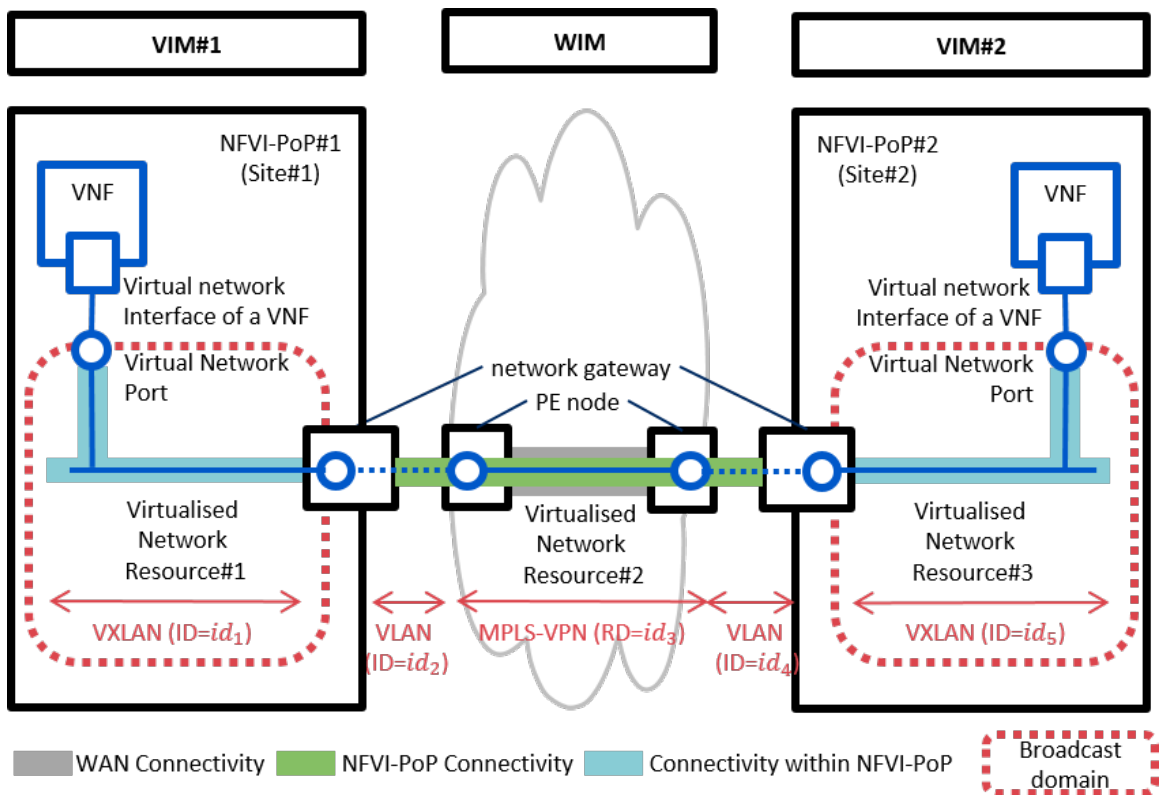 VIM#1
WIM
VIM#2
NFVI-PoP#1
(Site#1)
NFVI-PoP#2
(Site#2)
VNF
VNF
Virtual network
Interface of a VNF
Virtual network
Interface of a VNF
Virtual Network
Port
Virtual Network
Port
network gateway
PE node
Virtualised
Network
Resource#1
Virtualised
Network
Resource#2
Virtualised
Network
Resource#3
VXLAN (ID=id₁)
VLAN
(ID=id₂)
MPLS-VPN (RD=id₃)
VLAN
(ID=id₄)
VXLAN (ID=id₅)
WAN Connectivity
NFVI-PoP Connectivity
Connectivity within NFVI-PoP
Broadcast
domain